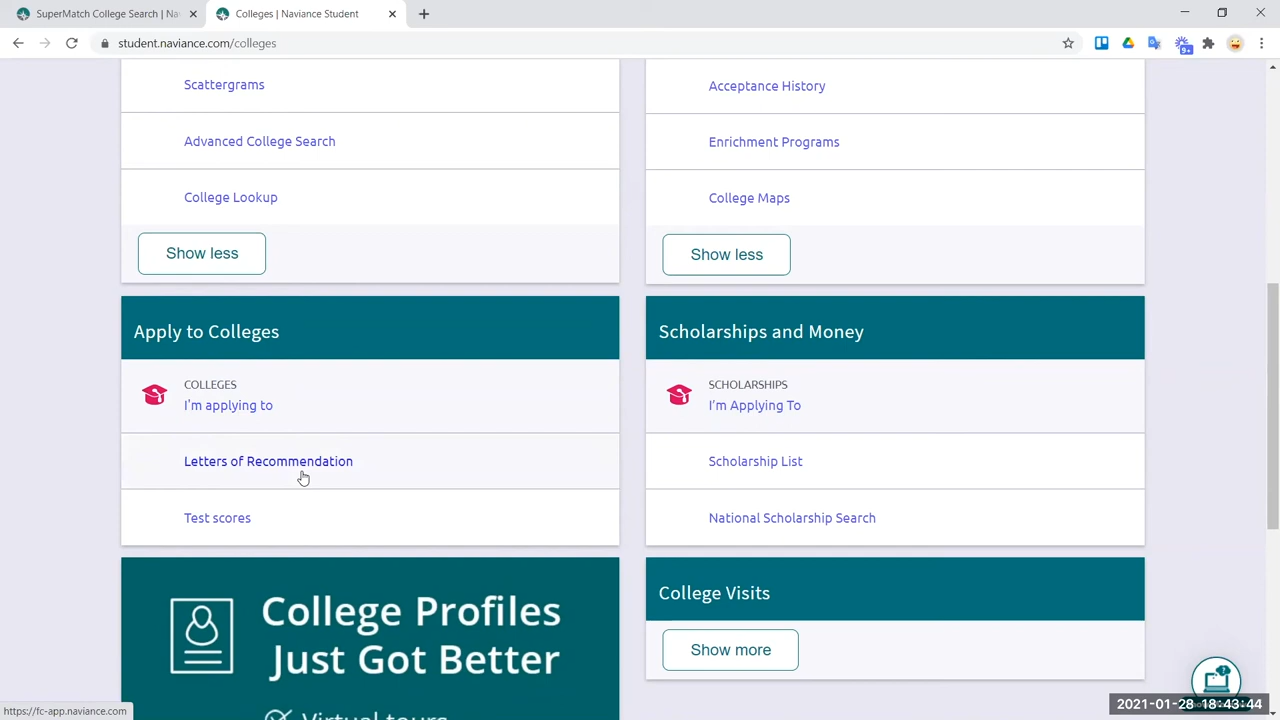 SuperMatch College Search | Na
Colleges | Naviance Student
student.naviance.com/colleges
9+
Scattergrams
Advanced College Search
College Lookup
Show less
Acceptance History
Enrichment Programs
College Maps
Show less
Apply to Colleges
COLLEGES
I'm applying to
Letters of Recommendation
Test scores
Scholarships and Money
SCHOLARSHIPS
I’m Applying To
Scholarship List
National Scholarship Search
College Profiles
Just Got Better
Virtual tours
College Visits
Show more
https://fc-app.naviance.com
2021-01-28 18:43:44